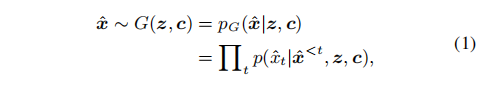 x̂ ∼ G(z, c) = p_G(x̂|z, c)
= ∏_t p(x̂_t|x̂^{<t}, z, c), (1)